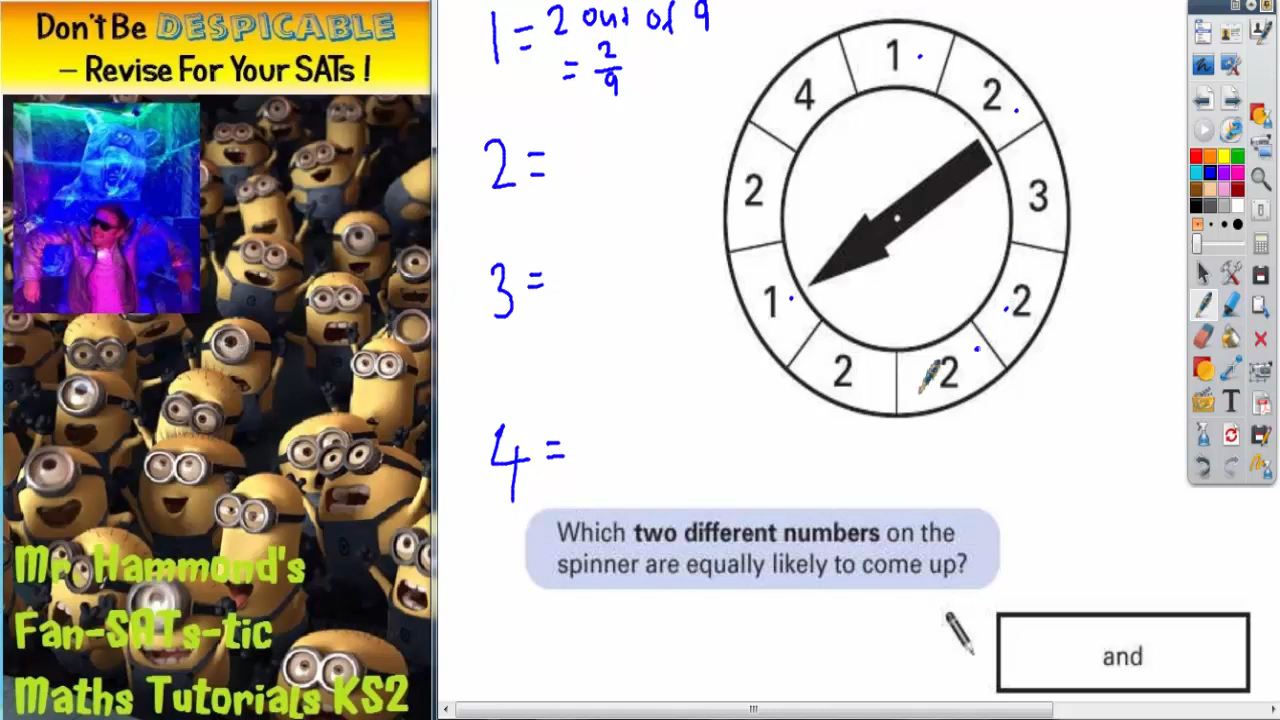 Don't Be DESPICABLE
– Revise For Your SATs !
Mr. Hammond's
Fan-SATs-tic
Maths Tutorials KS2
1 = 2 out of 9
= 2/9
2 =
3 =
4 =
1
2
3
2
2
2
1
2
4
Which two different numbers on the
spinner are equally likely to come up?
and
T